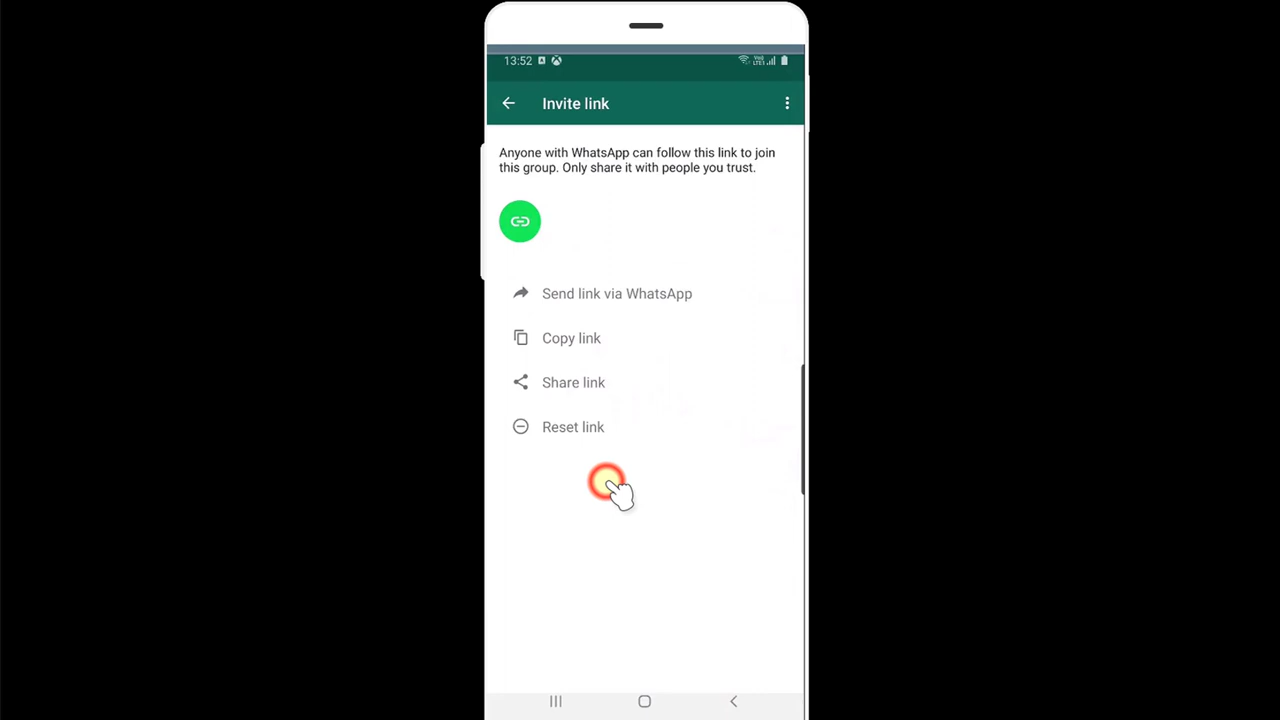 13:52
Invite link
Anyone with WhatsApp can follow this link to join
this group. Only share it with people you trust.
Send link via WhatsApp
Copy link
Share link
Reset link